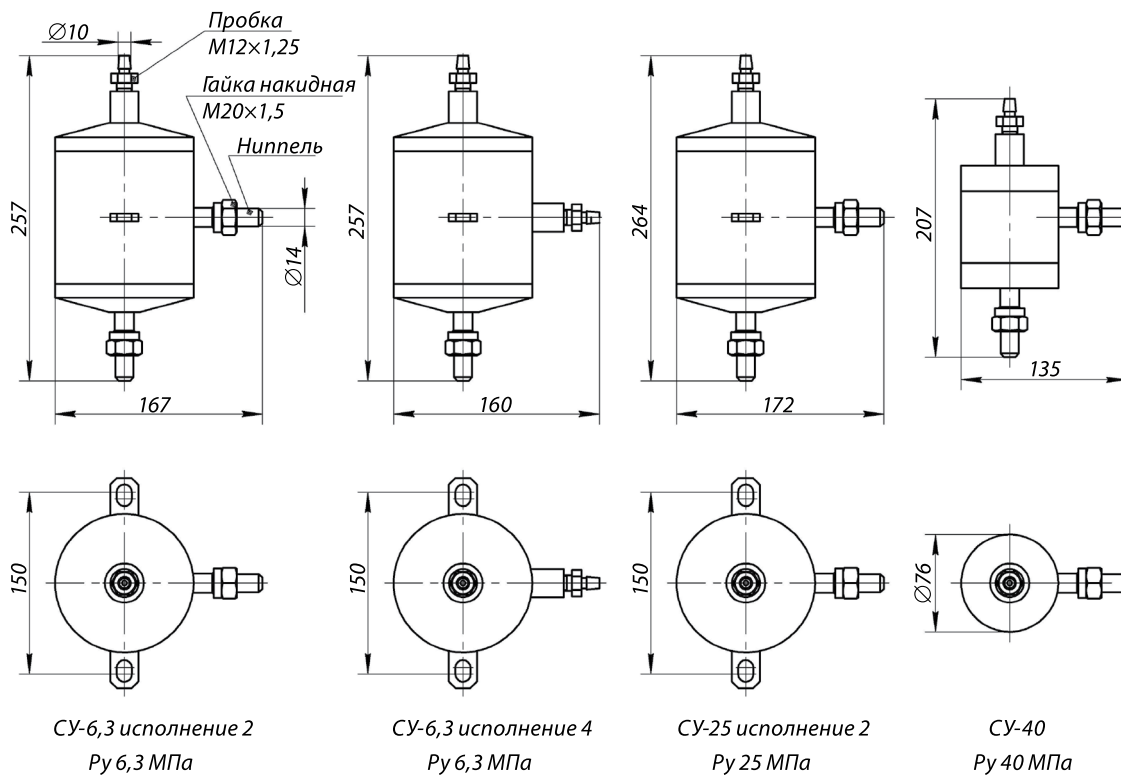 ∅10
Пробка
М12×1,25
Гайка накидная
М20×1,5
Ниппель
257
∅14
167
257
160
264
172
207
135
150
150
150
∅76
СУ-6,3 исполнение 2
Ру 6,3 МПа
СУ-6,3 исполнение 4
Ру 6,3 МПа
СУ-25 исполнение 2
Ру 25 МПа
СУ-40
Ру 40 МПа